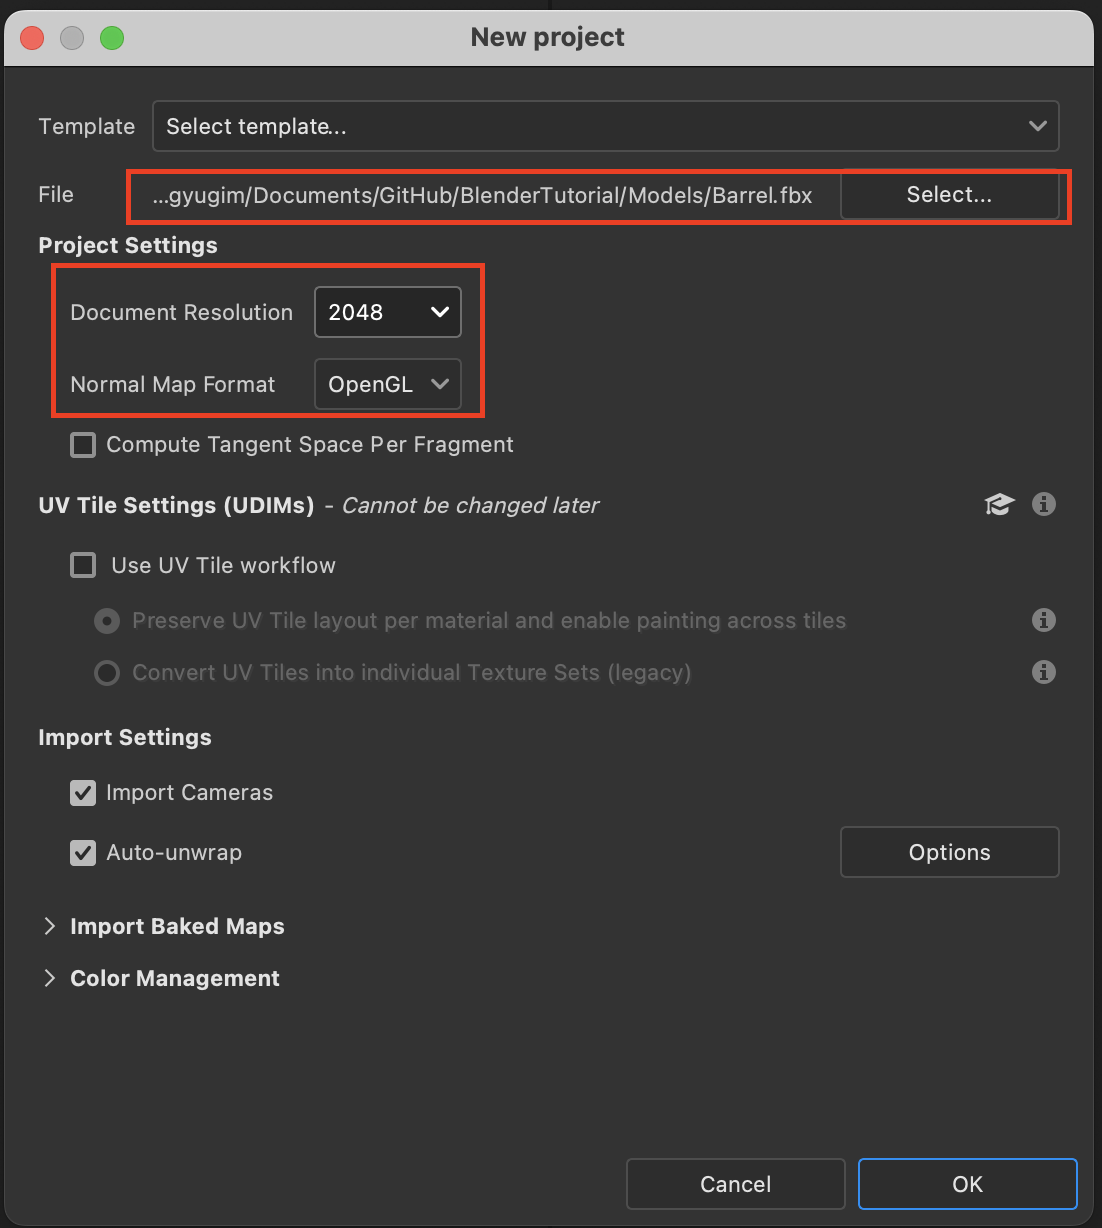 New project
Template Select template...
File ...gyugim/Documents/GitHub/BlenderTutorial/Models/Barrel.fbx Select...
Project Settings
Document Resolution 2048
Normal Map Format OpenGL
Compute Tangent Space Per Fragment
UV Tile Settings (UDIMs) - Cannot be changed later
Use UV Tile workflow
Preserve UV Tile layout per material and enable painting across tiles
Convert UV Tiles into individual Texture Sets (legacy)
Import Settings
Import Cameras
Auto-unwrap Options
Import Baked Maps
Color Management
Cancel OK